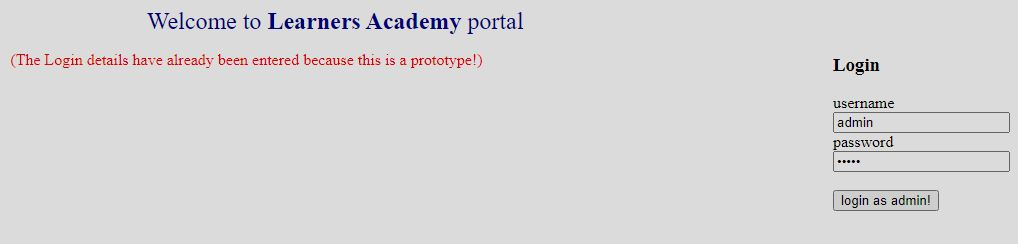 Welcome to Learners Academy portal
(The Login details have already been entered because this is a prototype!)
Login
username
admin
password
•••••
login as admin!